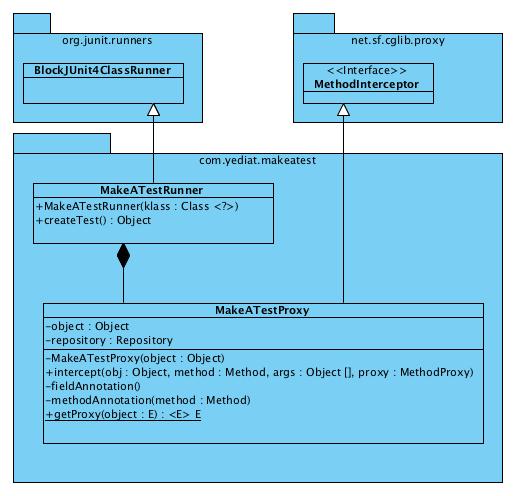 org.junit.runners
BlockJUnit4ClassRunner
net.sf.cglib.proxy
<<Interface>>
MethodInterceptor
com.yediat.makeatest
MakeATestRunner
+MakeATestRunner(klass : Class <?>)
+createTest() : Object
MakeATestProxy
-object : Object
-repository : Repository
-MakeATestProxy(object : Object)
+intercept(obj : Object, method : Method, args : Object [], proxy : MethodProxy)
-fieldAnnotation()
-methodAnnotation(method : Method)
+getProxy(object : E) : <E> E